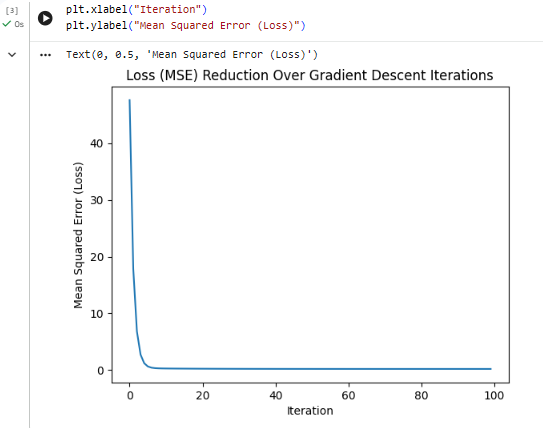 [3]
0s
plt.xlabel("Iteration")
plt.ylabel("Mean Squared Error (Loss)")
Text(0, 0.5, 'Mean Squared Error (Loss)')
Loss (MSE) Reduction Over Gradient Descent Iterations
Mean Squared Error (Loss)
40
30
20
10
0
0 20 40 60 80 100
Iteration